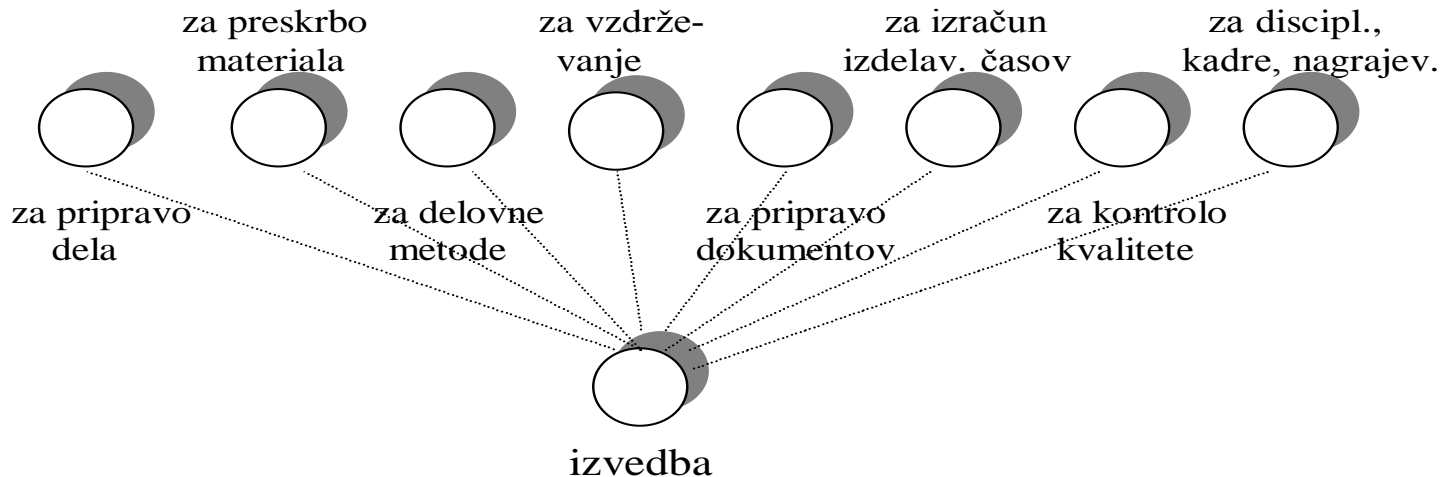 za preskrbo
materiala
za vzdrže-
vanje
za izračun
izdelav. časov
za discipl.,
kadre, nagrajev.
za pripravo
dela
za delovne
metode
za pripravo
dokumentov
za kontrolo
kvalitete
izvedba